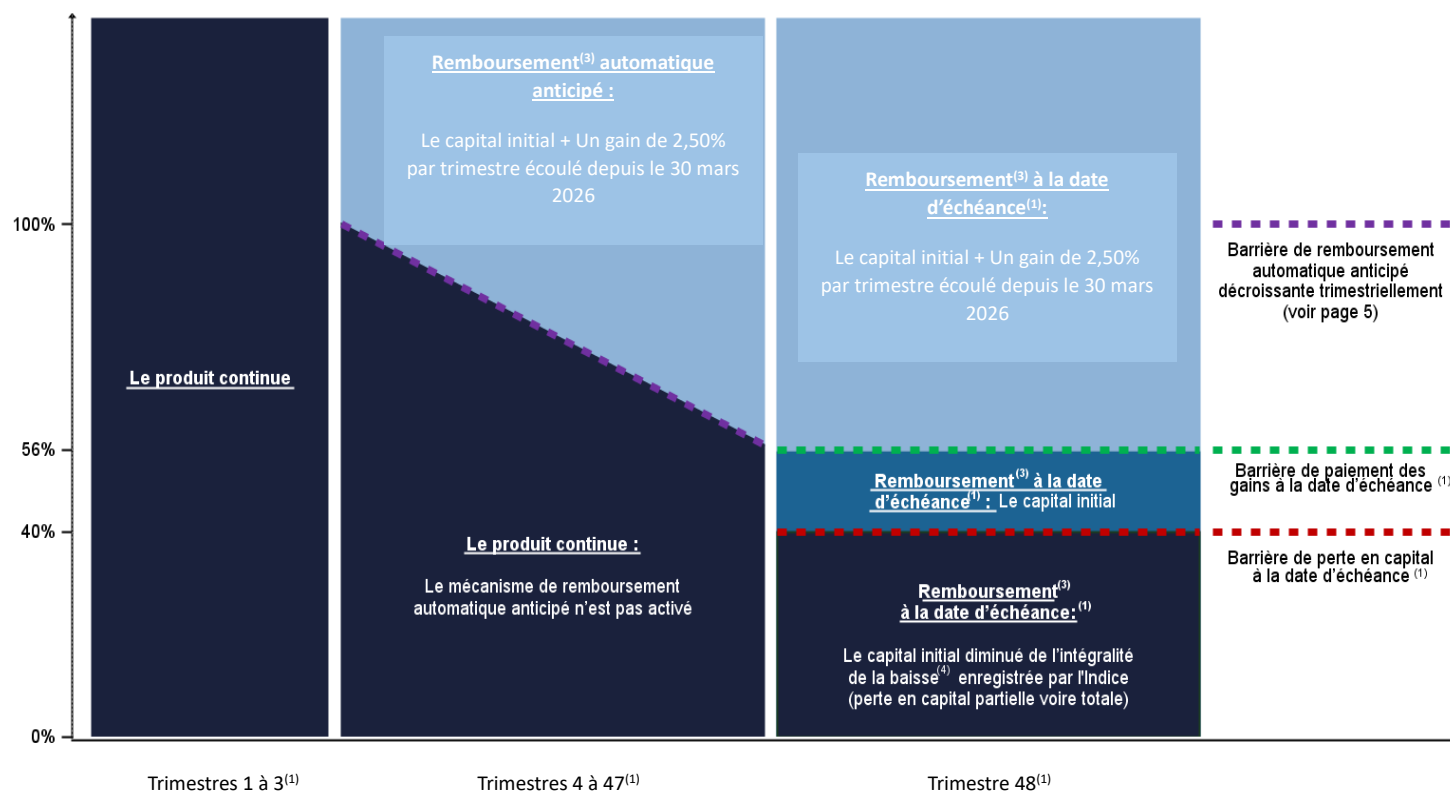 100%
56%
40%
0%
Le produit continue
Remboursement(3) automatique
anticipé :
Le capital initial + Un gain de 2,50%
par trimestre écoulé depuis le 30 mars
2026
Le produit continue :
Le mécanisme de remboursement
automatique anticipé n'est pas activé
Remboursement(3) à la date
d'échéance(1):
Le capital initial + Un gain de 2,50%
par trimestre écoulé depuis le 30 mars
2026
Remboursement(3) à la date
d'échéance(1) : Le capital initial
Remboursement(3)
à la date d'échéance:(1)
Le capital initial diminué de l'intégralité
de la baisse(4) enregistrée par l'Indice
(perte en capital partielle voire totale)
Barrière de remboursement
automatique anticipé
décroissante trimestriellement
(voir page 5)
Barrière de paiement des
gains à la date d'échéance (1)
Barrière de perte en capital
à la date d'échéance (1)
Trimestres 1 à 3(1)
Trimestres 4 à 47(1)
Trimestre 48(1)